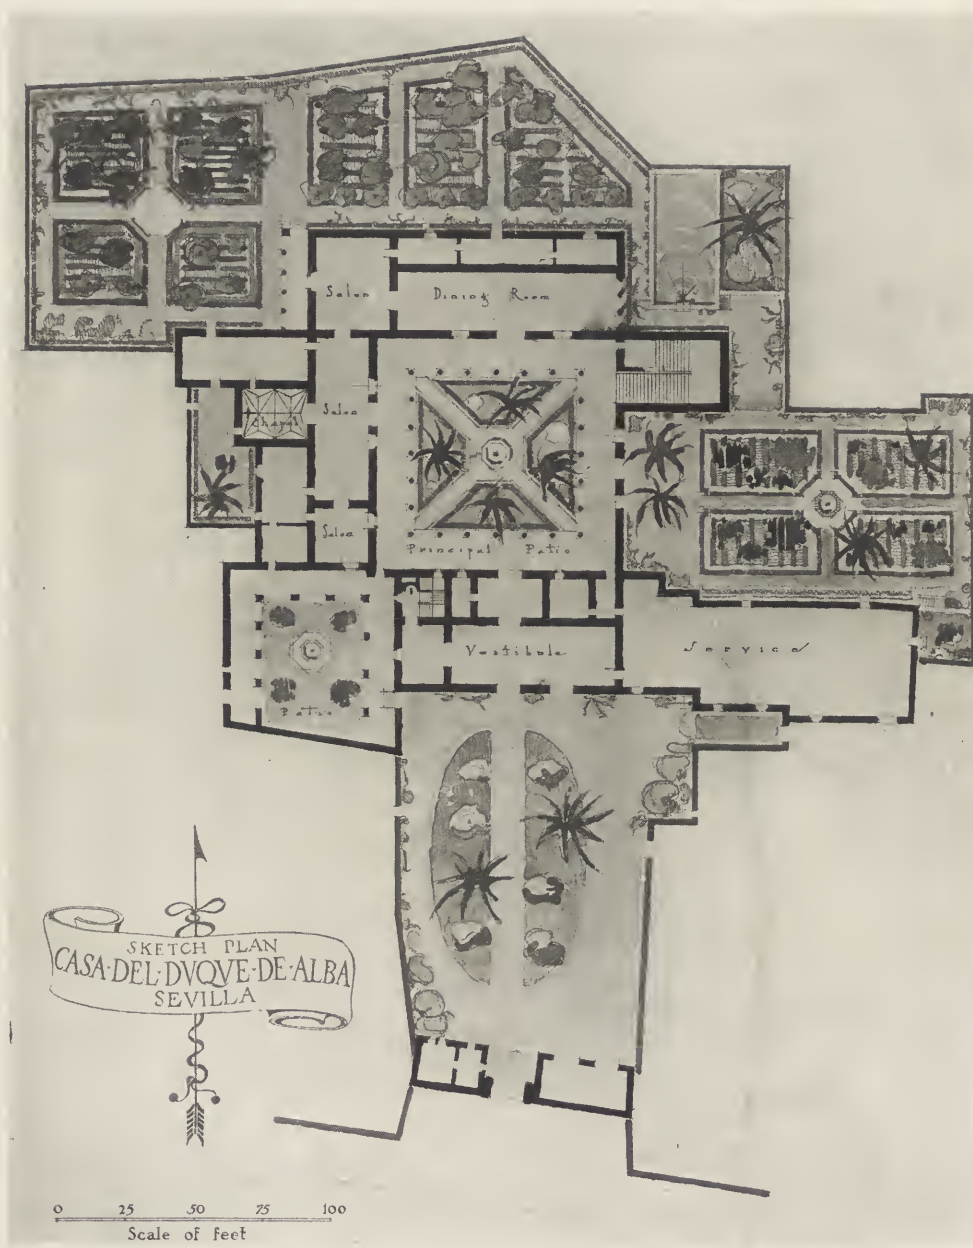 Salon
Dining Room
Salon
Chapel
Salon
Principal Patio
Vestibule
Service
Patio
SKETCH PLAN
CASA·DEL·DVQVE·DE·ALBA
SEVILLA
0 25 50 75 100
Scale of feet